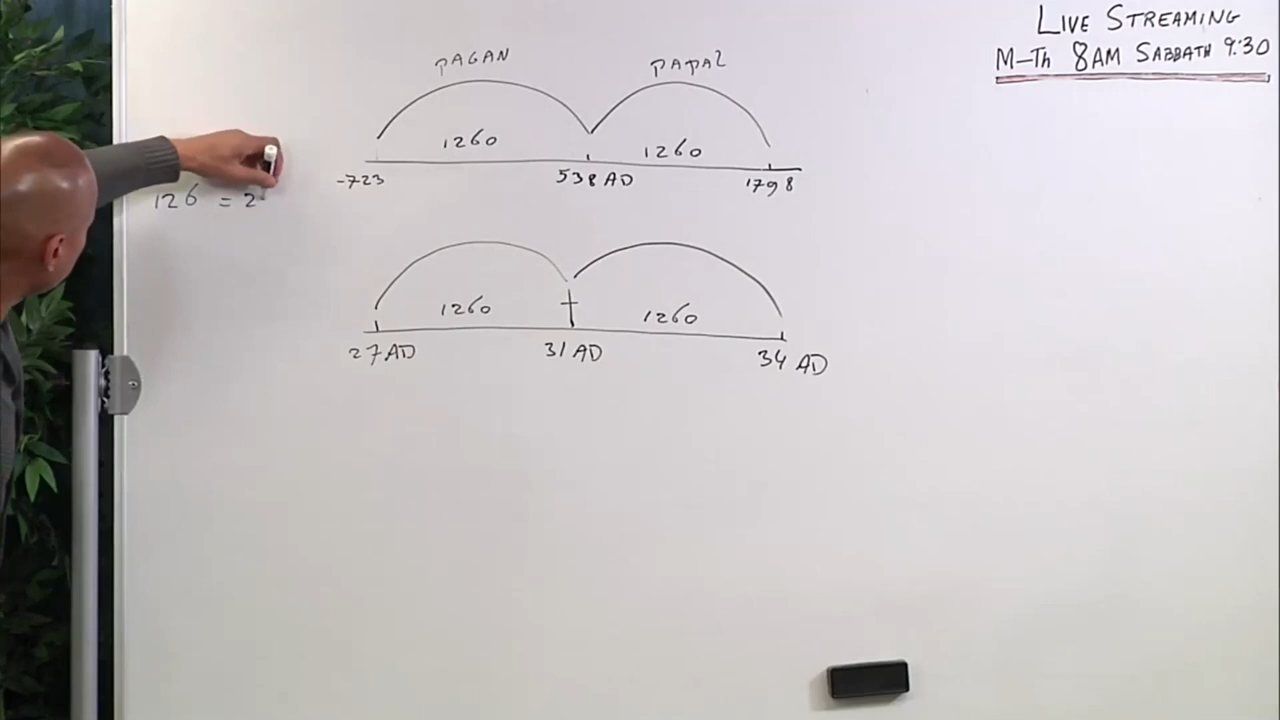 LIVE STREAMING
M-Th 8AM SABBATH 9:30
PAGAN PAPAL
1260 1260
-723 538 AD 1798
126 = 2
1260 1260
27 AD 31 AD 34 AD